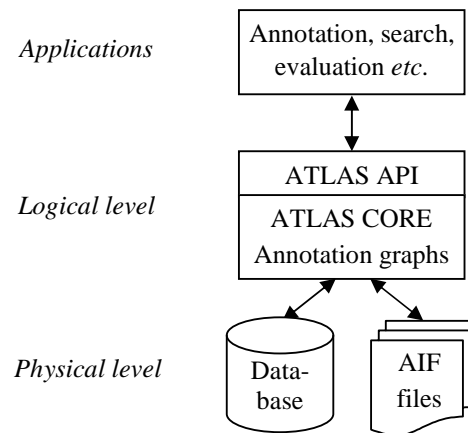 Applications
Annotation, search,
evaluation etc.
Logical level
ATLAS API
ATLAS CORE
Annotation graphs
Physical level
Data-
base
AIF
files